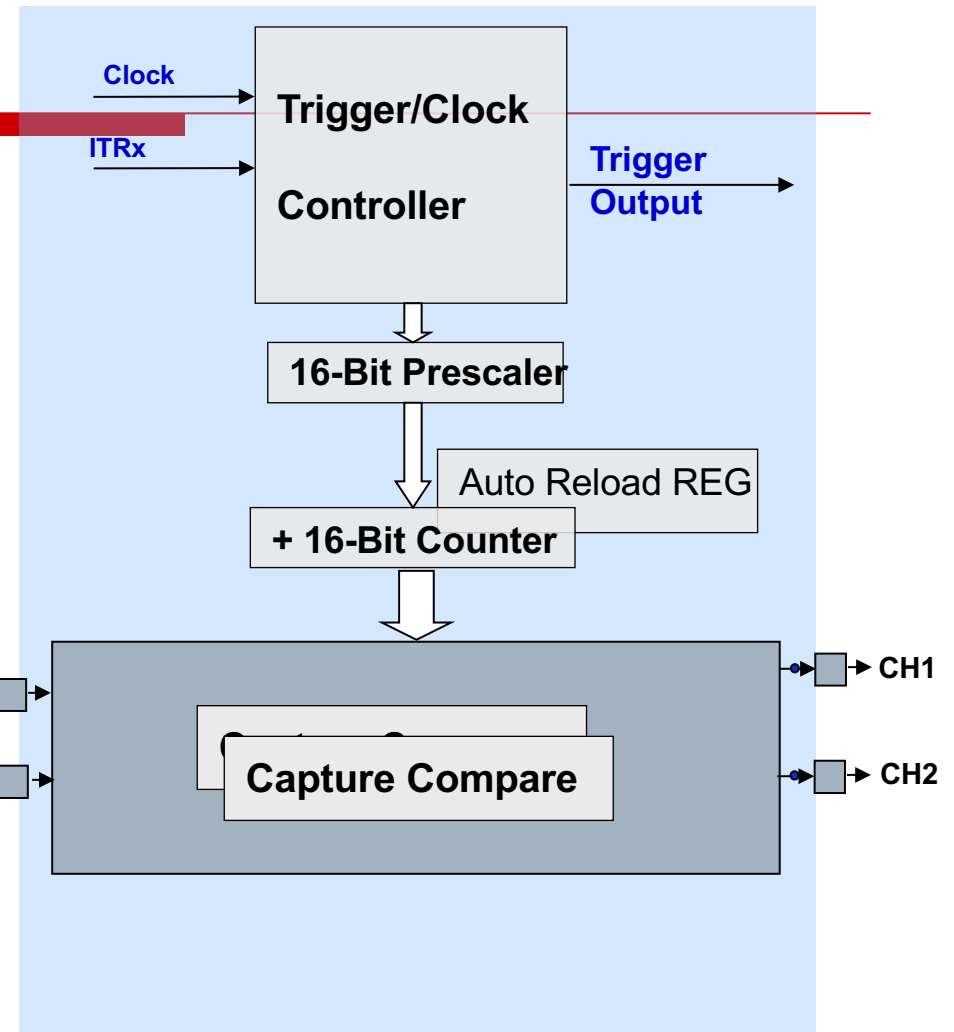 Clock
ITRx
Trigger/Clock
Controller
Trigger
Output
16-Bit Prescaler
Auto Reload REG
+ 16-Bit Counter
CH1
Capture Compare
CH2